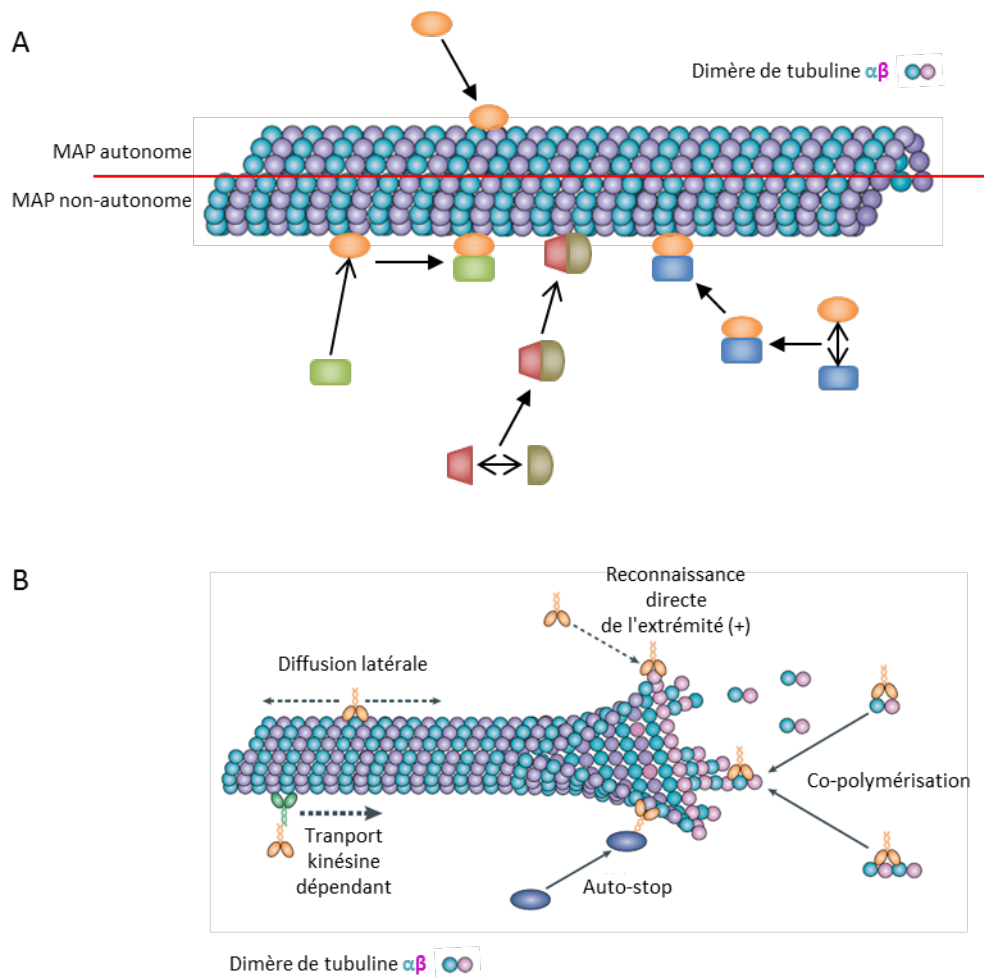 A
Dimère de tubuline αβ
MAP autonome
MAP non-autonome
B
Reconnaissance
directe
de l'extrémité (+)
Diffusion latérale
Co-polymérisation
Tranport
kinésine
dépendant
Auto-stop
Dimère de tubuline αβ